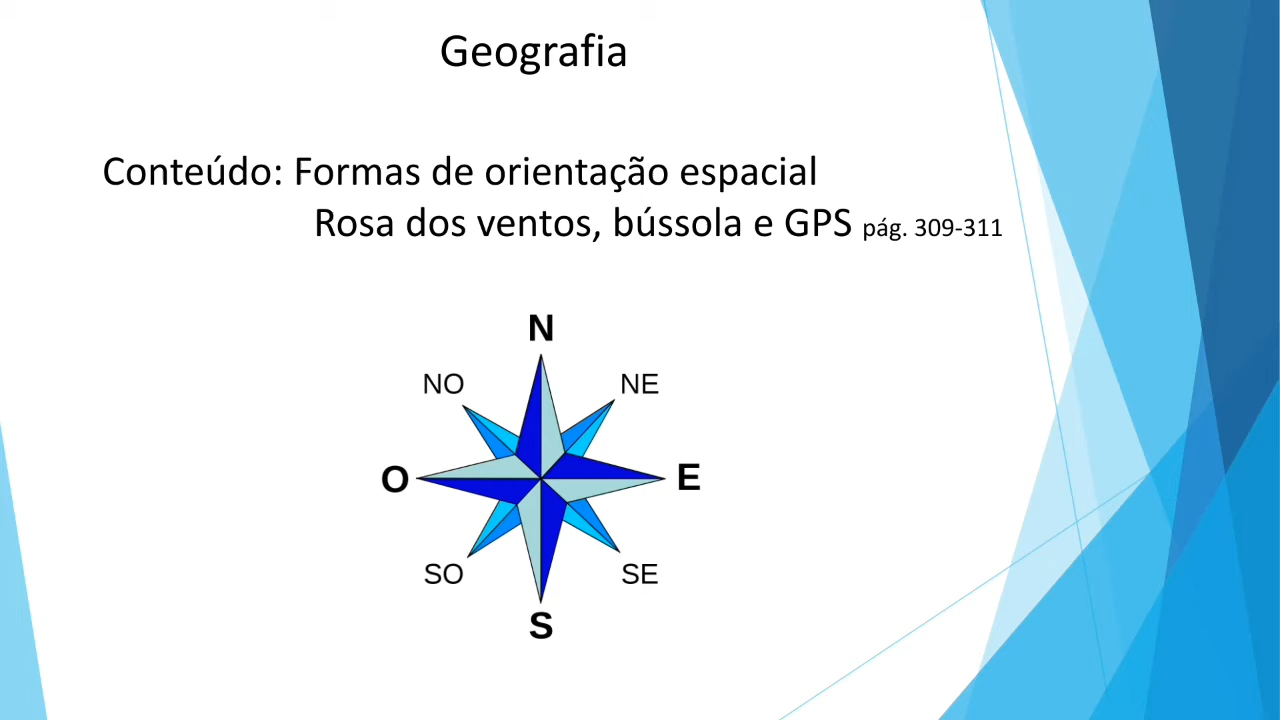 Geografia
Conteúdo: Formas de orientação espacial
Rosa dos ventos, bússola e GPS pág. 309-311
N
NO
NE
O
E
SO
SE
S